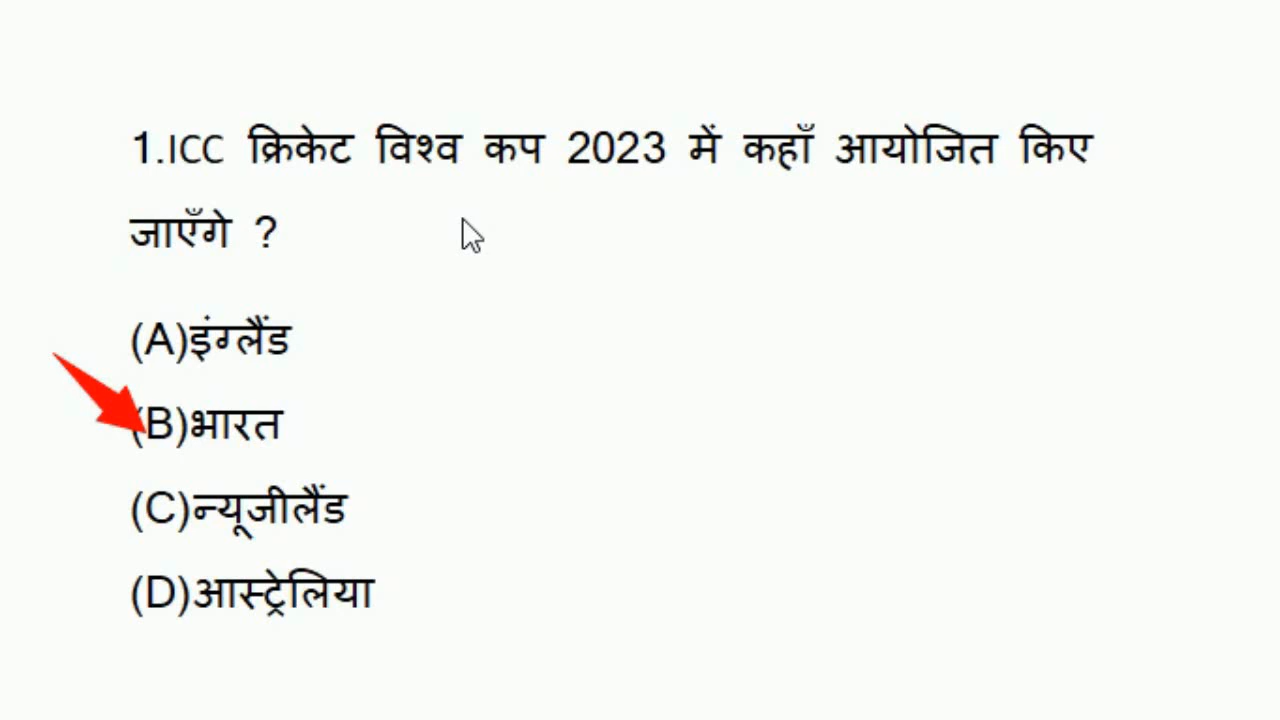 1.ICC क्रिकेट विश्व कप 2023 में कहाँ आयोजित किए
जाएँगे ?
(A)इंग्लैंड
(B)भारत
(C)न्यूजीलैंड
(D)आस्ट्रेलिया